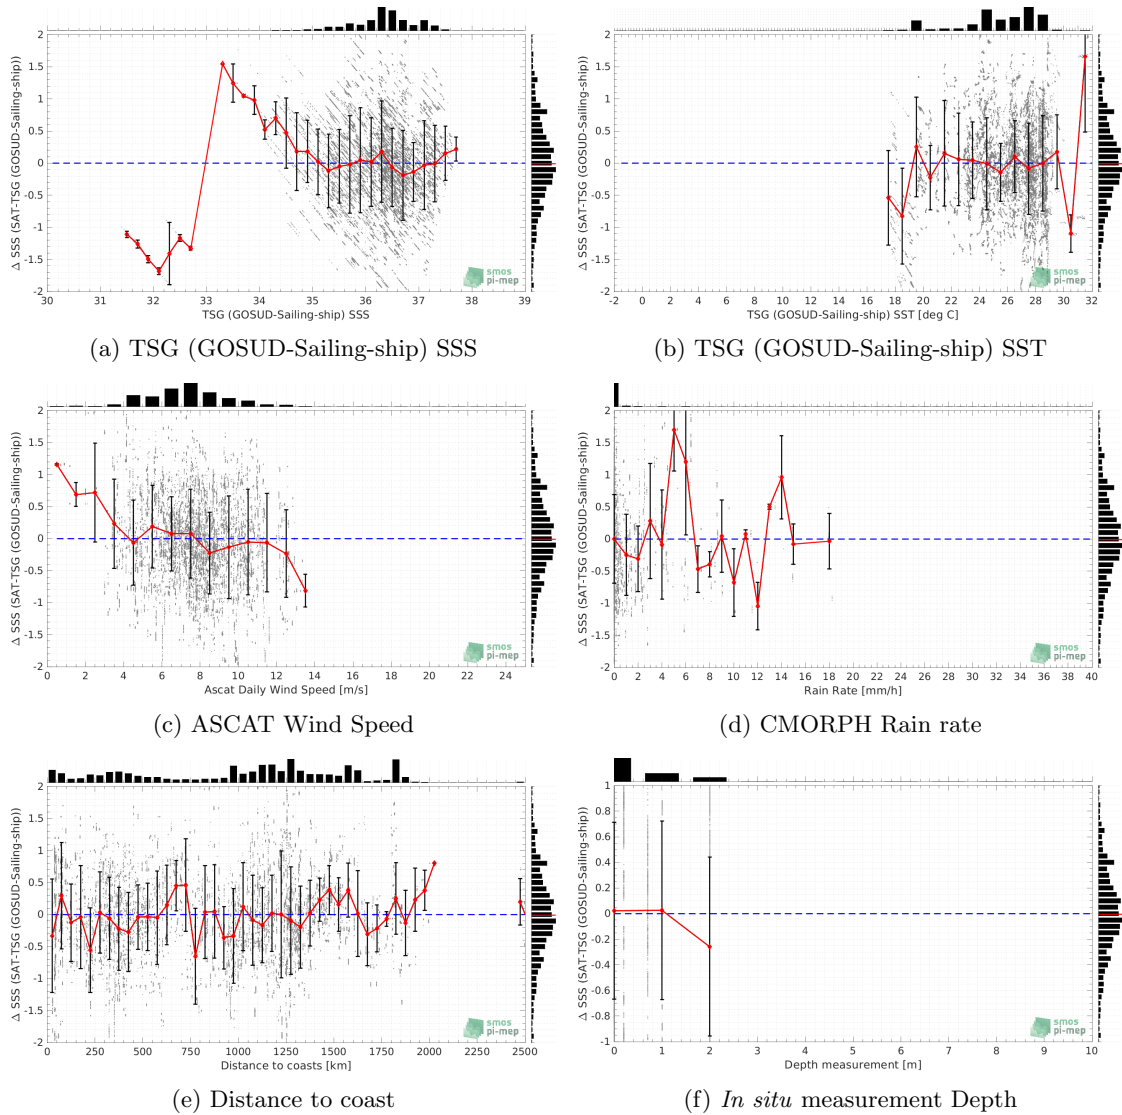 2
1.5
1
0.5
0
-0.5
-1
-1.5
-2
Δ SSS (SAT-TSG (GOSUD-Sailing-ship))
30 31 32 33 34 35 36 37 38 39
TSG (GOSUD-Sailing-ship) SSS
smos
pi-mep
(a) TSG (GOSUD-Sailing-ship) SSS
2
1.5
1
0.5
0
-0.5
-1
-1.5
-2
Δ SSS (SAT-TSG (GOSUD-Sailing-ship))
-2 0 2 4 6 8 10 12 14 16 18 20 22 24 26 28 30 32
TSG (GOSUD-Sailing-ship) SST [deg C]
smos
pi-mep
(b) TSG (GOSUD-Sailing-ship) SST
2
1.5
1
0.5
0
-0.5
-1
-1.5
-2
Δ SSS (SAT-TSG (GOSUD-Sailing-ship))
0 2 4 6 8 10 12 14 16 18 20 22 24
Ascat Daily Wind Speed [m/s]
smos
pi-mep
(c) ASCAT Wind Speed
2
1.5
1
0.5
0
-0.5
-1
-1.5
-2
Δ SSS (SAT-TSG (GOSUD-Sailing-ship))
0 2 4 6 8 10 12 14 16 18 20 22 24 26 28 30 32 34 36 38 40
Rain Rate [mm/h]
smos
pi-mep
(d) CMORPH Rain rate
2
1.5
1
0.5
0
-0.5
-1
-1.5
-2
Δ SSS (SAT-TSG (GOSUD-Sailing-ship))
0 250 500 750 1000 1250 1500 1750 2000 2250 2500
Distance to coasts [km]
smos
pi-mep
(e) Distance to coast
1
0.8
0.6
0.4
0.2
0
-0.2
-0.4
-0.6
-0.8
-1
Δ SSS (SAT-TSG (GOSUD-Sailing-ship))
0 1 2 3 4 5 6 7 8 9 10
Depth measurement [m]
smos
pi-mep
(f) In situ measurement Depth